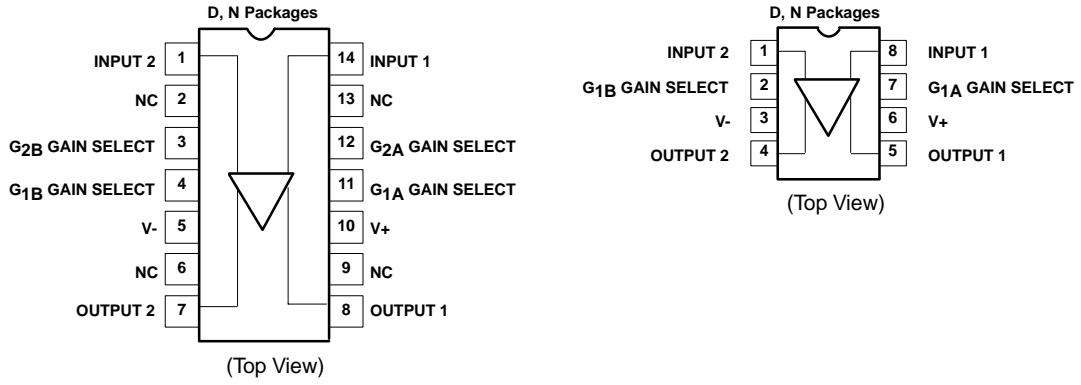 D, N Packages
INPUT 2 1 14 INPUT 1
NC 2 13 NC
G2B GAIN SELECT 3 12 G2A GAIN SELECT
G1B GAIN SELECT 4 11 G1A GAIN SELECT
V- 5 10 V+
NC 6 9 NC
OUTPUT 2 7 8 OUTPUT 1
(Top View)
D, N Packages
INPUT 2 1 8 INPUT 1
G1B GAIN SELECT 2 7 G1A GAIN SELECT
V- 3 6 V+
OUTPUT 2 4 5 OUTPUT 1
(Top View)